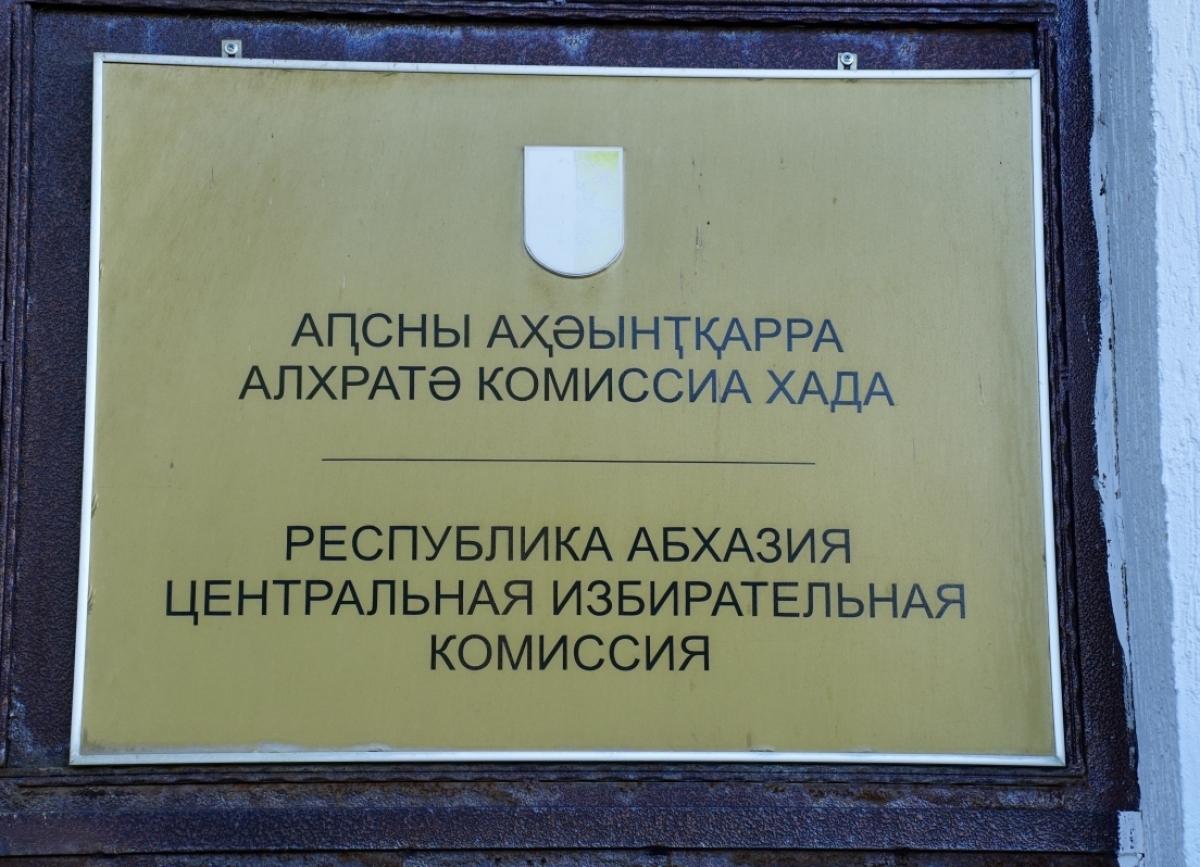 АԤСНЫ АҲӘЫНҬҚАРРА
АЛХРАТӘ КОМИССИА ХАДА
РЕСПУБЛИКА АБХАЗИЯ
ЦЕНТРАЛЬНАЯ ИЗБИРАТЕЛЬНАЯ
КОМИССИЯ